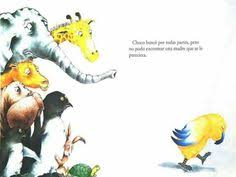 Choco buscó por todas partes, pero
no pudo encontrar una madre que se le
pareciera.